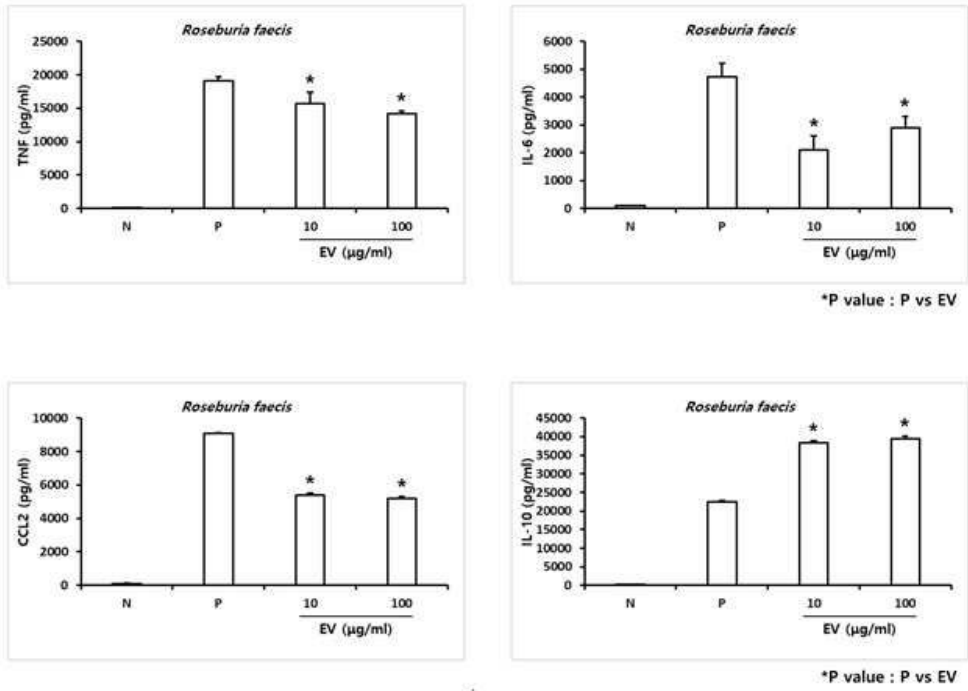 Roseburia faecis
TNF (pg/ml)
25000
20000
15000
10000
5000
0
*
*
N
P
10
100
EV (μg/ml)
Roseburia faecis
IL-6 (pg/ml)
6000
5000
4000
3000
2000
1000
0
*
*
N
P
10
100
EV (μg/ml)
*P value : P vs EV
Roseburia faecis
CCL2 (pg/ml)
10000
8000
6000
4000
2000
0
*
*
N
P
10
100
EV (μg/ml)
Roseburia faecis
IL-10 (pg/ml)
45000
40000
35000
30000
25000
20000
15000
10000
5000
0
*
*
N
P
10
100
EV (μg/ml)
*P value : P vs EV